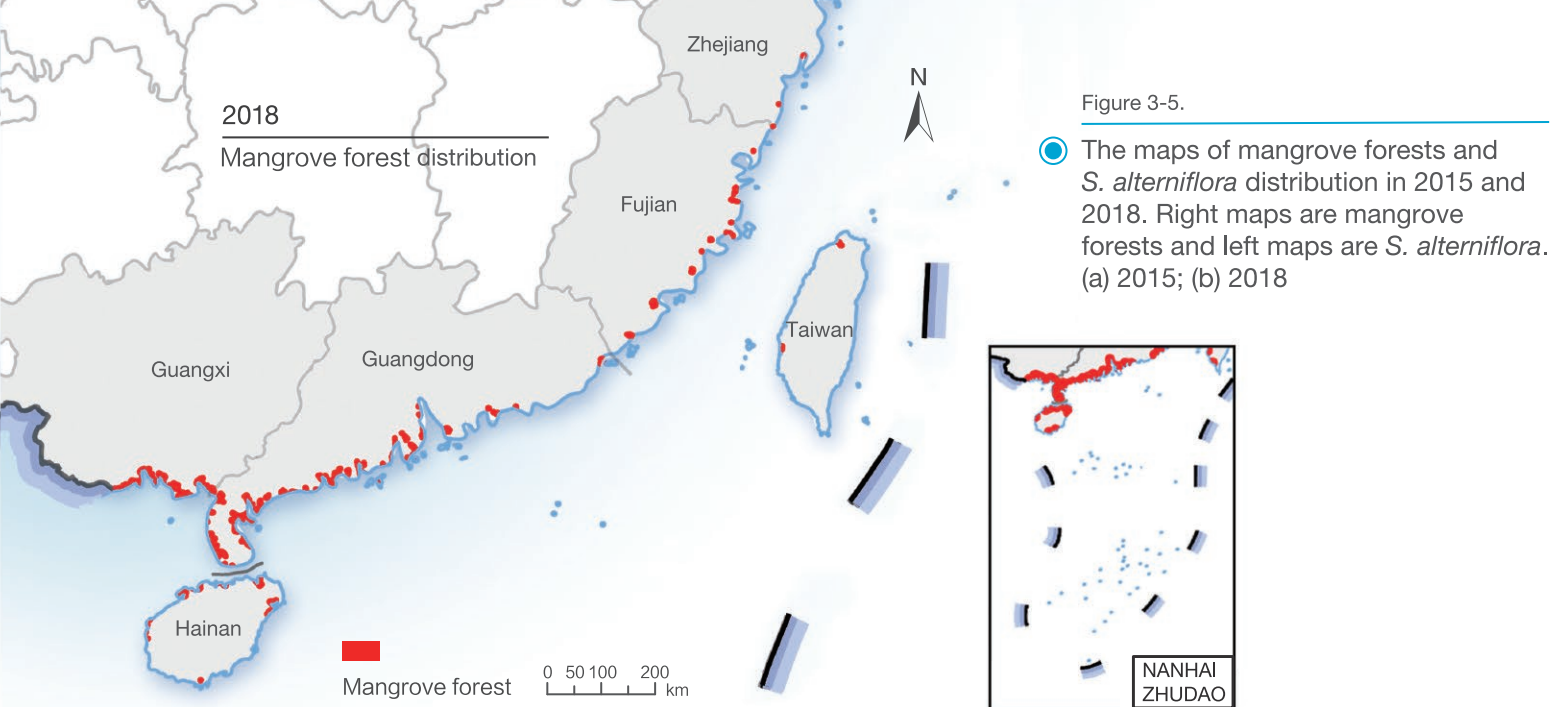 Zhejiang
N
2018
Mangrove forest distribution
Fujian
Taiwan
Guangxi
Guangdong
Hainan
Mangrove forest
0 50 100 200
km
Figure 3-5.
The maps of mangrove forests and
S. alterniflora distribution in 2015 and
2018. Right maps are mangrove
forests and left maps are S. alterniflora.
(a) 2015; (b) 2018
NANHAI
ZHUDAO